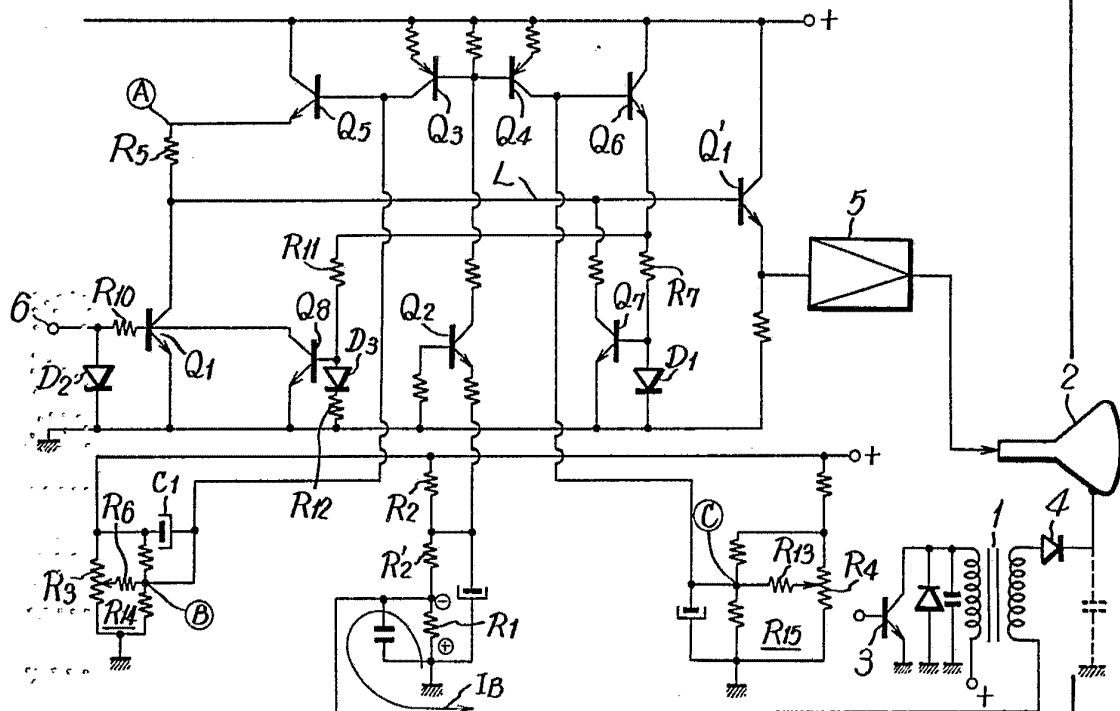 +
A
Q5
Q3
Q4
Q6
Q'1
R5
L
5
R11
R7
6
R10
Q8
Q2
Q7
Q1
D3
D1
D2
2
+
C1
R12
R2
C
4
1
R6
R'2
R13
R4
R3
R14
B
⊖
R1
⊕
R15
3
IB
+